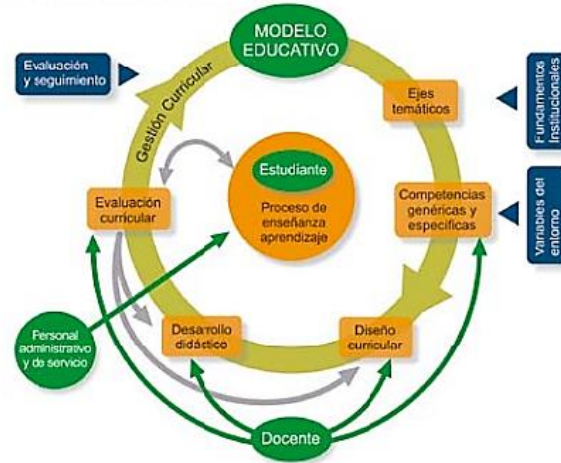 MODELO
EDUCATIVO
Evaluación
y seguimiento
Gestión Curricular
Ejes
temáticos
Fundamentos
Institucionales
Estudiante
Proceso de
enseñanza
aprendizaje
Evaluación
curricular
Competencias
genéricas y
específicas
Variables del
entorno
Personal
administrativo
y de servicio
Desarrollo
didáctico
Diseño
curricular
Docente